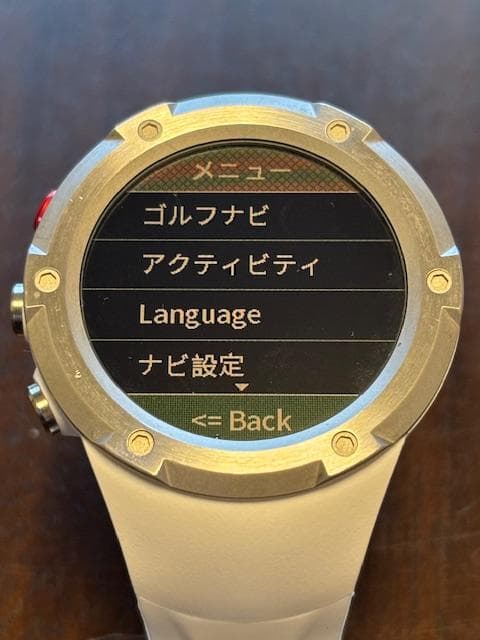 メニュー
ゴルフナビ
アクティビティ
Language
ナビ設定
<= Back